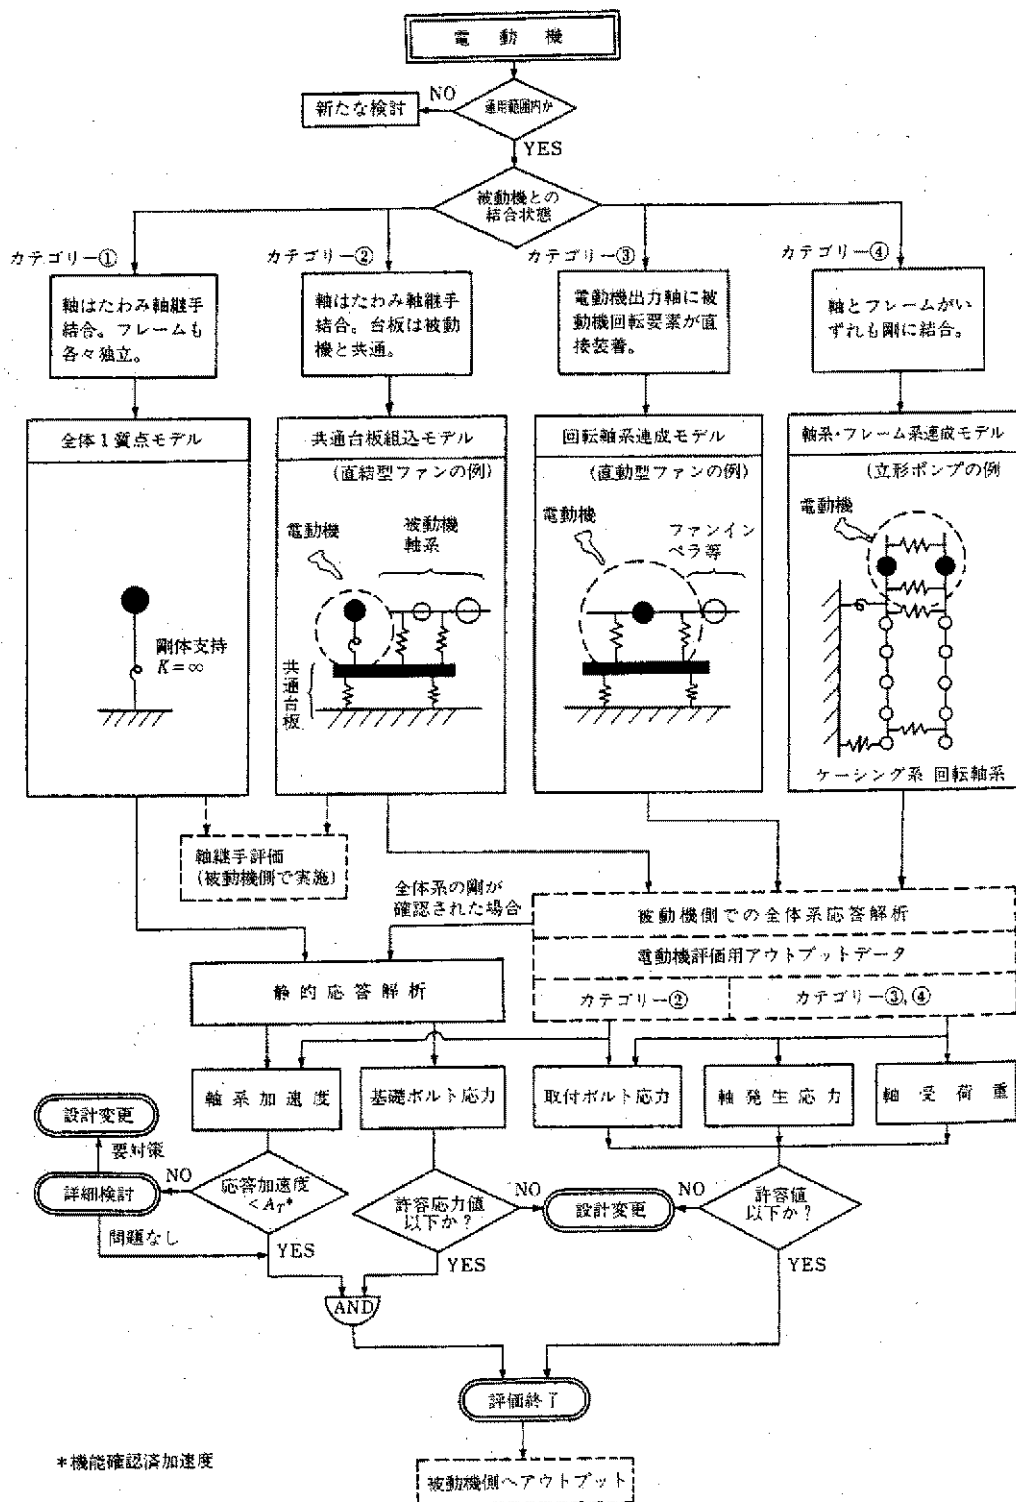 電動機
適用範囲内か
NO
新たな検討
YES
被動機との
結合状態
カテゴリー①
カテゴリー②
カテゴリー③
カテゴリー④
軸はたわみ軸継手
結合。フレームも
各々独立。
軸はたわみ軸継手
結合。台板は被動
機と共通。
電動機出力軸に被
動機回転要素が直
接装着。
軸とフレームがい
ずれも剛に結合。
全体1質点モデル
剛体支持
K=∞
共通台板組込モデル
(直結型ファンの例)
電動機
被動機
軸系
共通台板
回転軸系連成モデル
(直動型ファンの例)
電動機
ファンイン
ペラ等
軸系・フレーム系連成モデル
(立形ポンプの例
電動機
ケーシング系 回転軸系
軸継手評価
(被動機側で実施)
全体系の剛が
確認された場合
被動機側での全体系応答解析
電動機評価用アウトプットデータ
カテゴリー②
カテゴリー③,④
静的応答解析
軸系加速度
基礎ボルト応力
取付ボルト応力
軸発生応力
軸受荷重
設計変更
要対策
詳細検討
NO
応答加速度
<A_T*
問題なし
YES
許容応力値
以下か?
NO
設計変更
NO
許容値
以下か?
YES
YES
AND
評価終了
*機能確認済加速度
被動機側へアウトプット